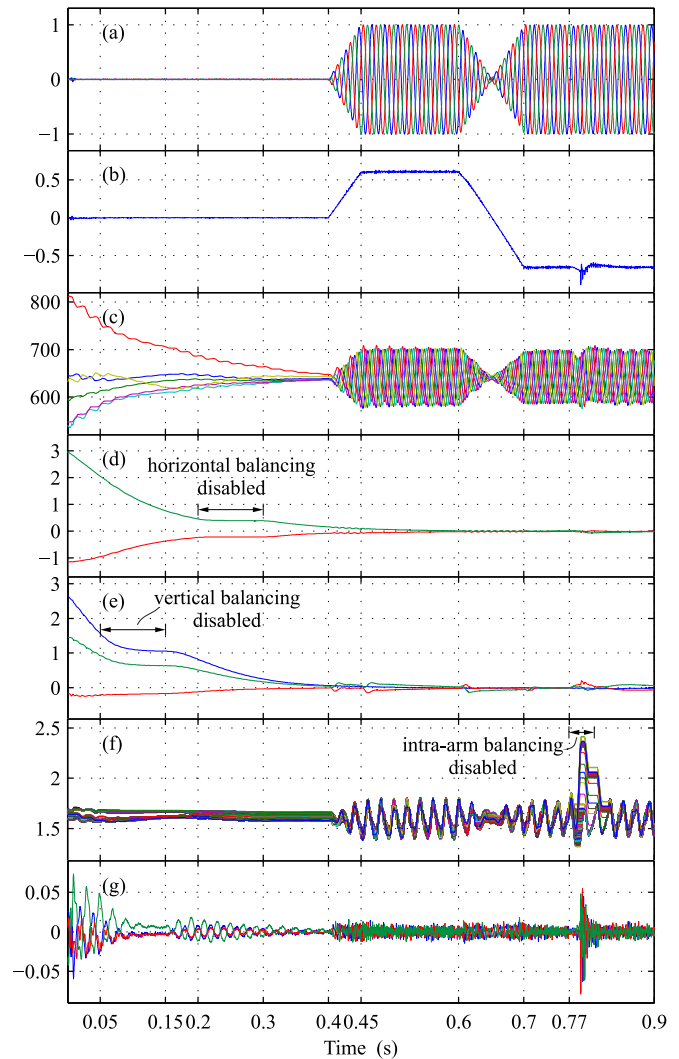 1
(a)
0
−1
0.5
(b)
0
−0.5
800
(c)
700
600
3
(d)
2
horizontal balancing
disabled
1
0
−1
3
(e)
vertical balancing
disabled
2
1
0
2.5
(f)
intra-arm balancing
disabled
2
1.5
(g)
0.05
0
−0.05
0.05 0.15 0.2 0.3 0.4 0.45 0.6 0.7 0.77 0.9
Time (s)